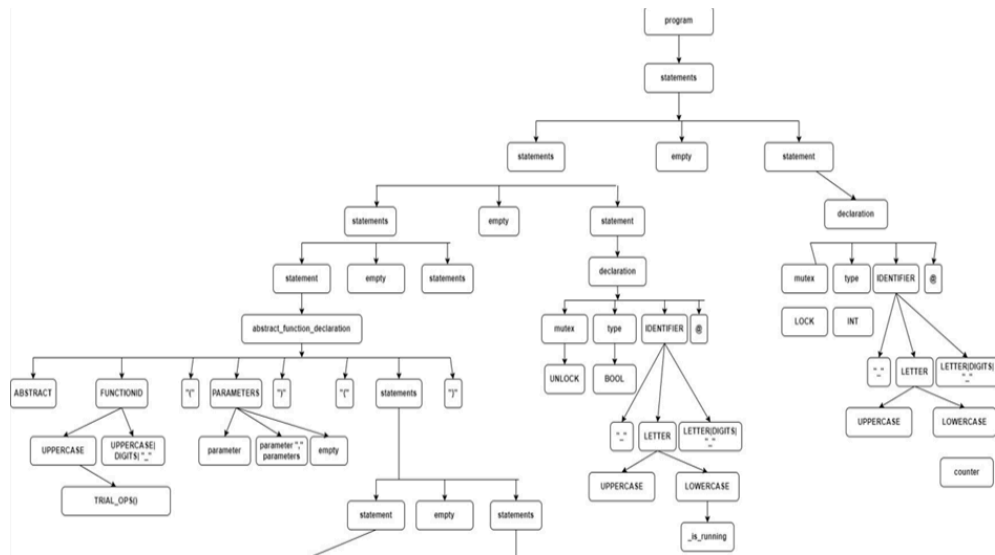 program
statements
statements
empty
statement
statements
empty
statement
declaration
statement
empty
statements
declaration
mutex
type
IDENTIFIER
@
abstract_function_declaration
mutex
type
IDENTIFIER
@
LOCK
INT
ABSTRACT
FUNCTIONID
"("
PARAMETERS
")"
"{"
statements
"}"
UNLOCK
BOOL
"_"
LETTER
LETTER|DIGITS|
"_"
UPPERCASE
UPPERCASE|
DIGITS| "_"
parameter
parameter ","
parameters
empty
"_"
LETTER
LETTER|DIGITS|
"_"
UPPERCASE
LOWERCASE
TRIAL_OPS()
UPPERCASE
LOWERCASE
counter
statement
empty
statements
_is_running